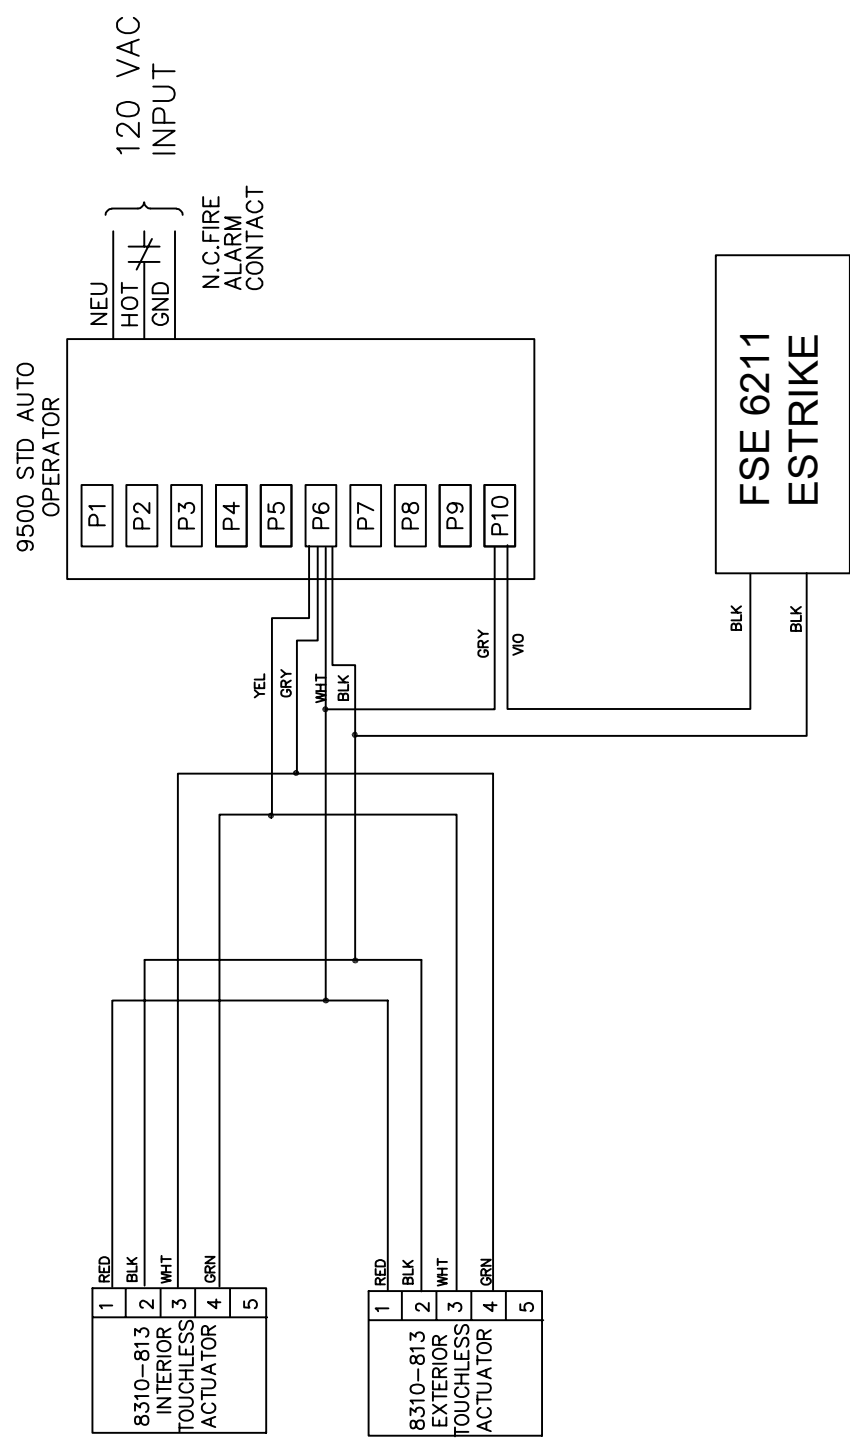 8310-813
INTERIOR
TOUCHLESS
ACTUATOR
1
2
3
4
5
RED
BLK
WHT
GRN
8310-813
EXTERIOR
TOUCHLESS
ACTUATOR
1
2
3
4
5
RED
BLK
WHT
GRN
YEL
GRY
WHT
BLK
GRY
VIO
9500 STD AUTO
OPERATOR
P1
P2
P3
P4
P5
P6
P7
P8
P9
P10
NEU
HOT
GND
N.C.FIRE
ALARM
CONTACT
120 VAC
INPUT
BLK
BLK
FSE 6211
ESTRIKE